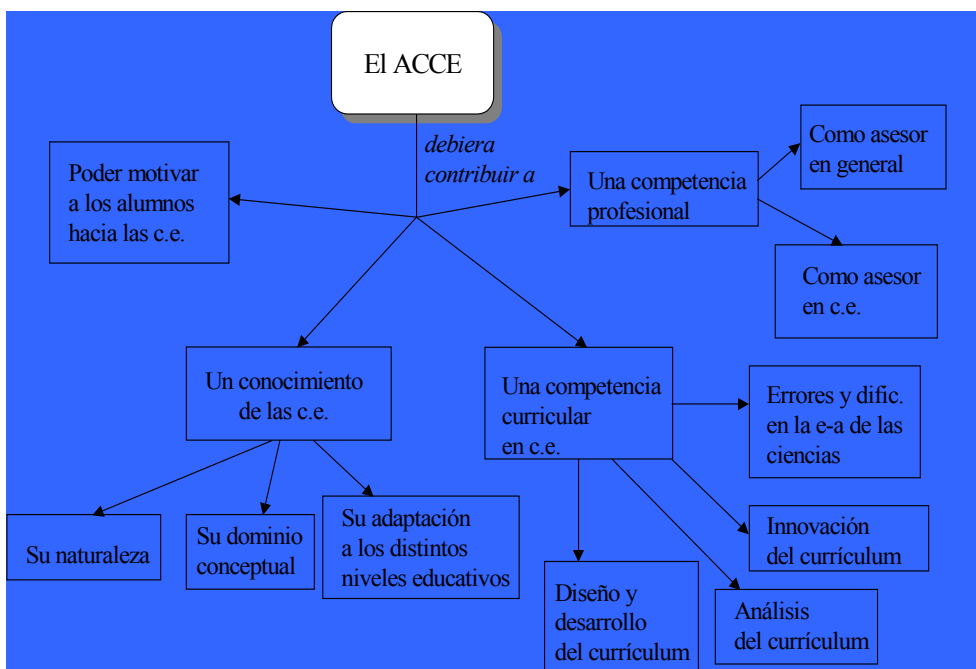 El ACCE
debiera
contribuir a
Poder motivar
a los alumnos
hacia las c.e.
Una competencia
profesional
Como asesor
en general
Como asesor
en c.e.
Un conocimiento
de las c.e.
Una competencia
curricular
en c.e.
Errores y dific.
en la e-a de las
ciencias
Su naturaleza
Su dominio
conceptual
Su adaptación
a los distintos
niveles educativos
Innovación
del currículum
Diseño y
desarrollo
del currículum
Análisis
del currículum